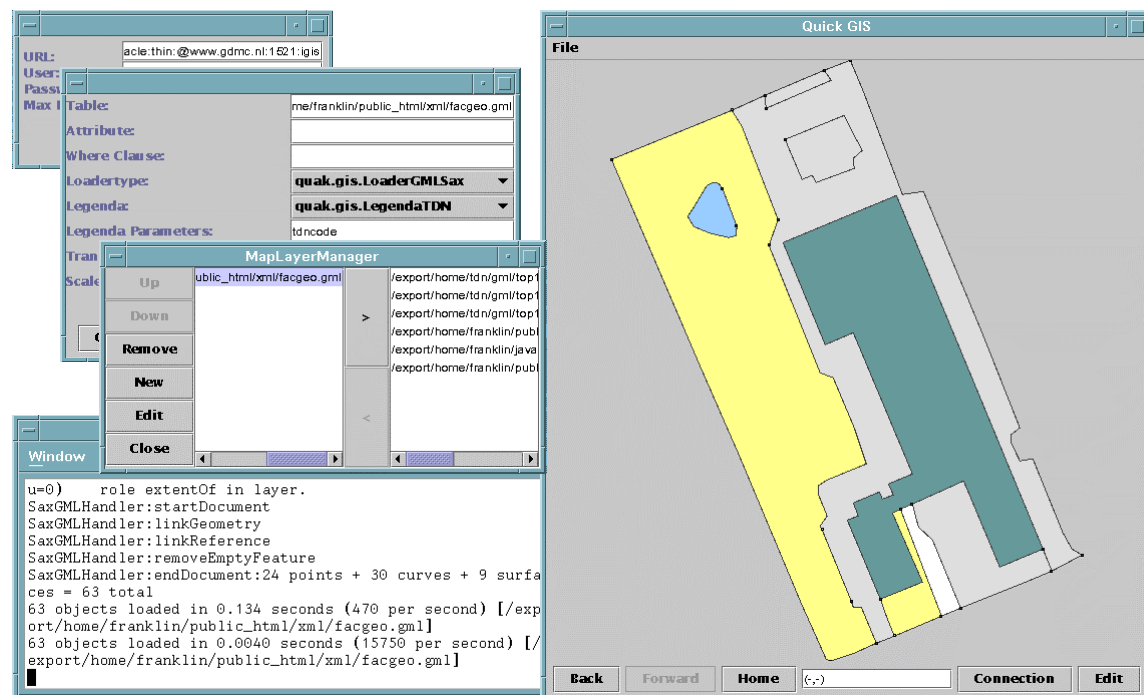 URL:
acle:thin:@www.gdmc.nl:1521:igis
User:
Max
Table:
me/franklin/public_html/xml/facgeo.gml
Attribute:
Where Clause:
Loadertype:
quak.gis.LoaderGMLSax
Legenda:
quak.gis.LegendaTDN
Legenda Parameters:
tdncode
Tran
Scale
MapLayerManager
Up
Down
Remove
New
Edit
Close
ublic_html/xml/facgeo.gml
>
<
/export/home/tdn/gml/top1
/export/home/tdn/gml/top1
/export/home/tdn/gml/top1
/export/home/franklin/publ
/export/home/franklin/java
/export/home/franklin/publ
Window
u=0) role extentOf in layer.
SaxGMLHandler:startDocument
SaxGMLHandler:linkGeometry
SaxGMLHandler:linkReference
SaxGMLHandler:removeEmptyFeature
SaxGMLHandler:endDocument:24 points + 30 curves + 9 surfa
ces = 63 total
63 objects loaded in 0.134 seconds (470 per second) [/exp
ort/home/franklin/public_html/xml/facgeo.gml]
63 objects loaded in 0.0040 seconds (15750 per second) [/
export/home/franklin/public_html/xml/facgeo.gml]
Quick GIS
File
Back
Forward
Home
(-,-)
Connection
Edit